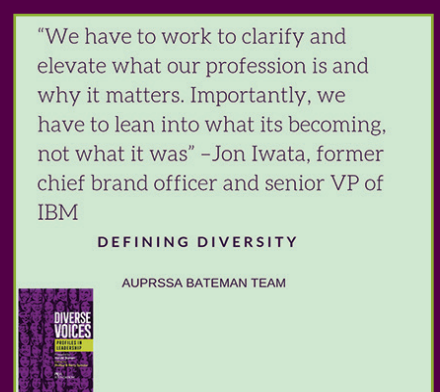 “We have to work to clarify and
elevate what our profession is and
why it matters. Importantly, we
have to lean into what its becoming,
not what it was” –Jon Iwata, former
chief brand officer and senior VP of
IBM
DEFINING DIVERSITY
AUPRSSA BATEMAN TEAM
DIVERSE
VOICES
PROFILES IN
LEADERSHIP